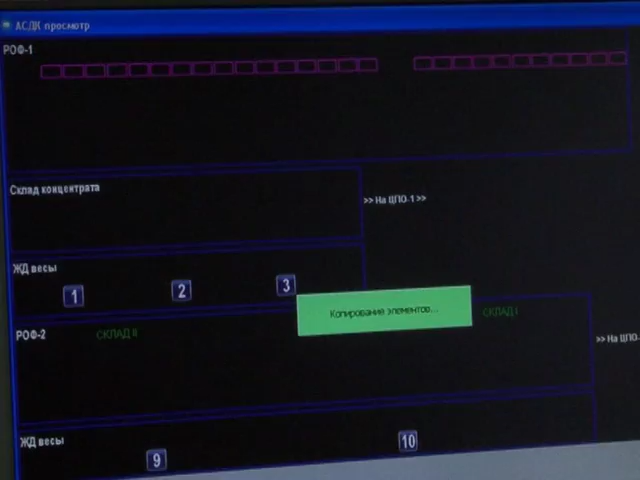 АСДК просмотр
РОФ-1
Склад концентрата
>> На ЦПО-1 >>
ЖД весы
1 2 3
Копирование элементов...
РОФ-2 СКЛАД II СКЛАД I
>> На ЦПО-
ЖД весы
9 10